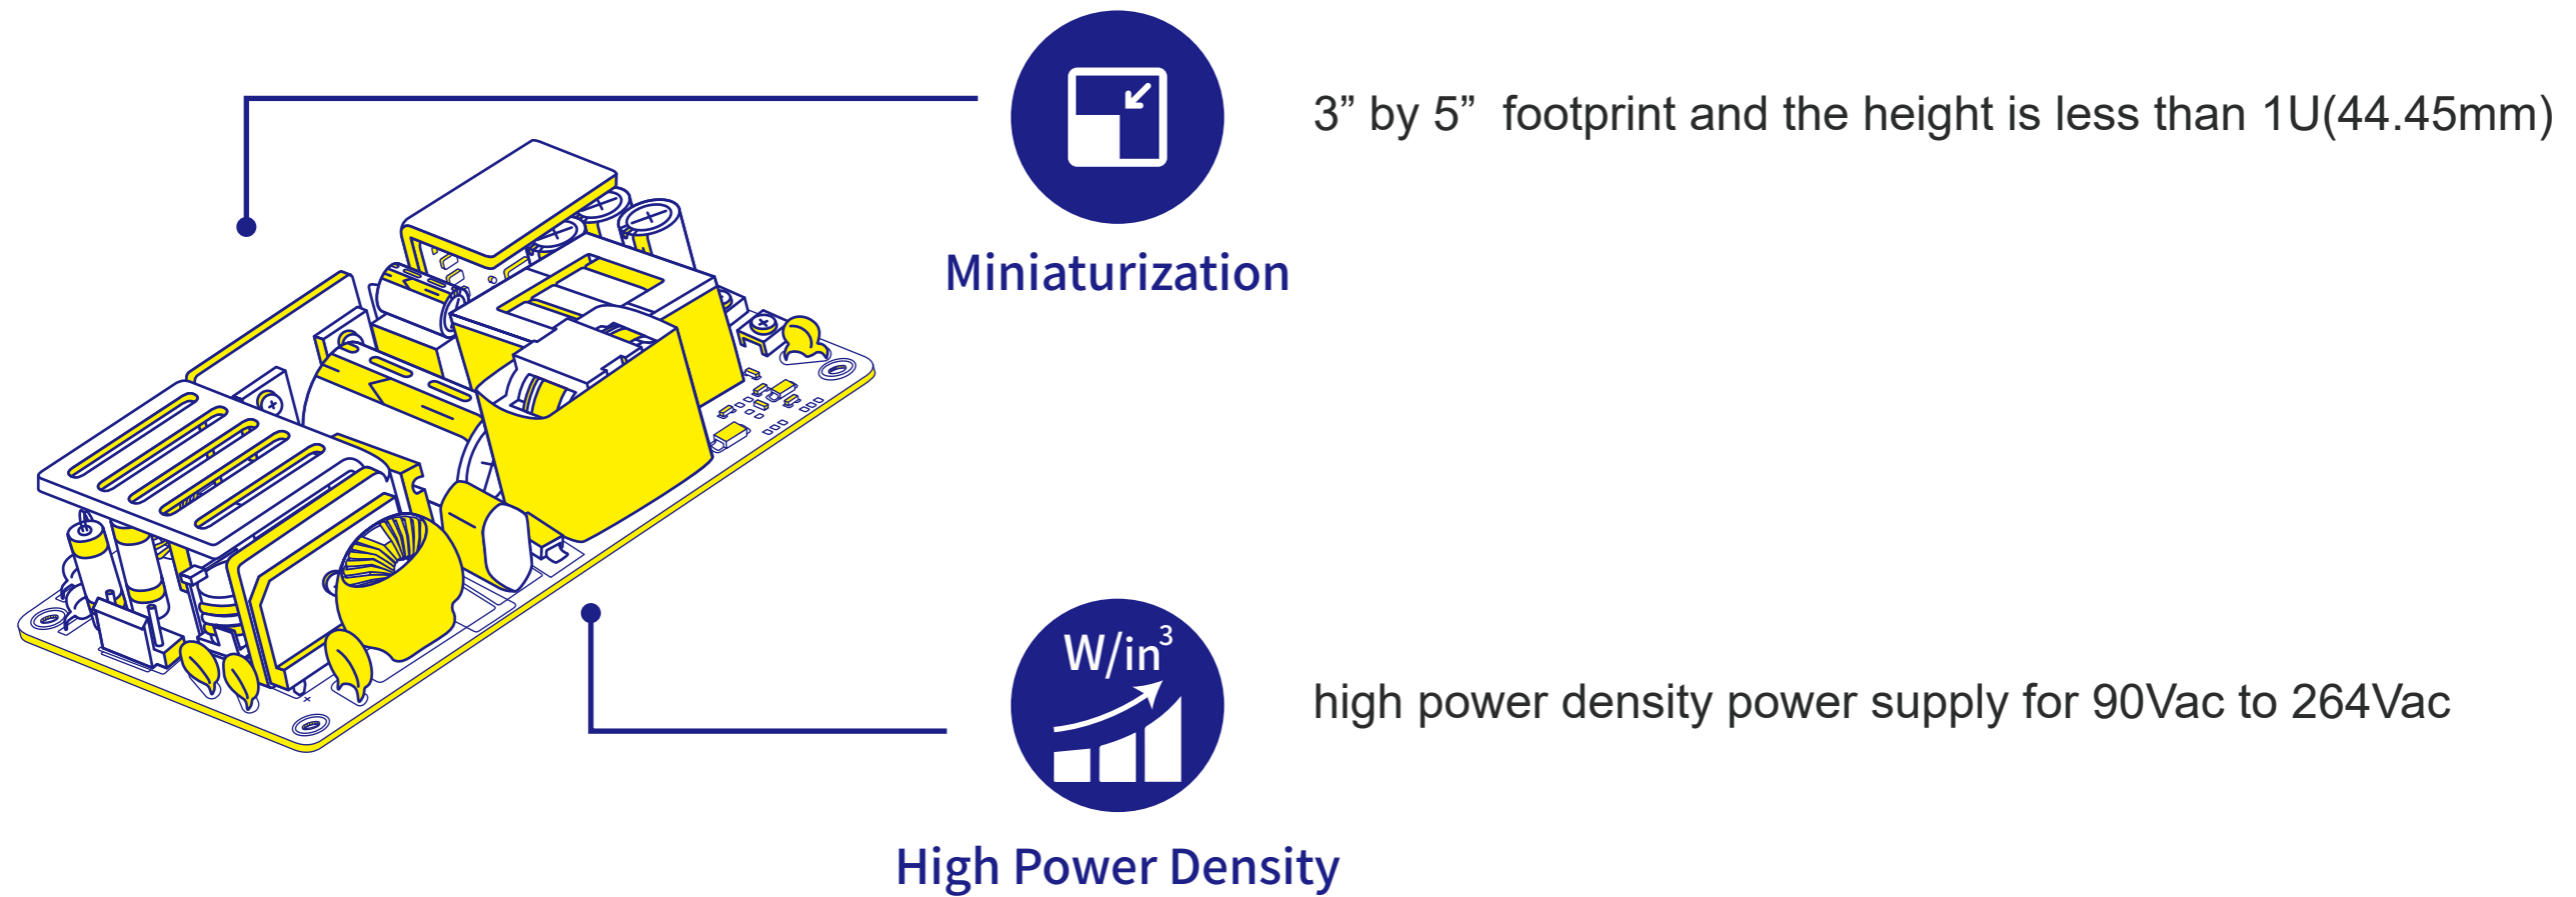 3” by 5”  footprint and the height is less than 1U(44.45mm)
Miniaturization
W/in³
high power density power supply for 90Vac to 264Vac
High Power Density